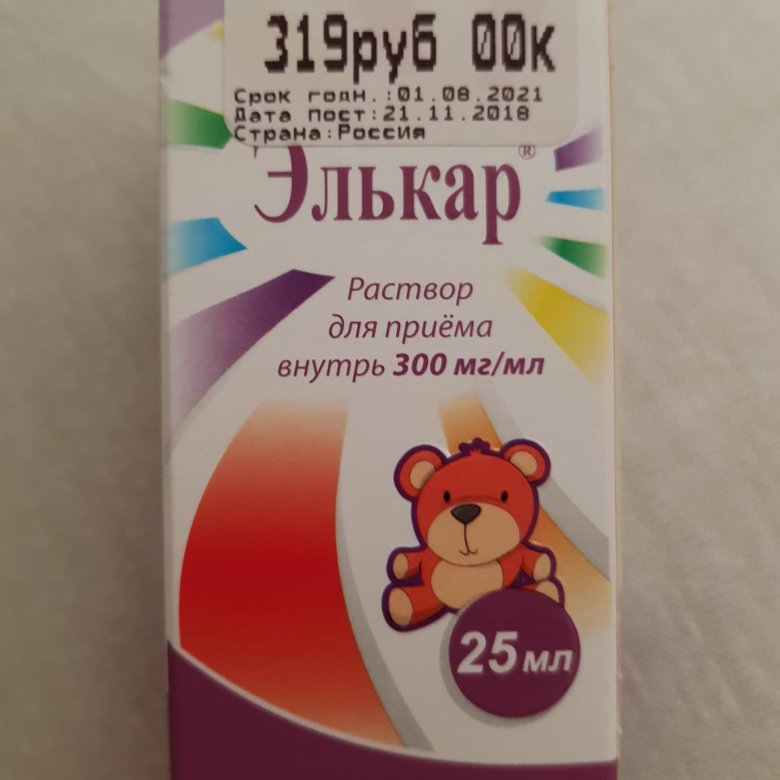 319руб 00к
Срок годн.:01.08.2021
Дата пост:21.11.2018
Страна:Россия
Элькар®
Раствор
для приёма
внутрь 300 мг/мл
25 мл